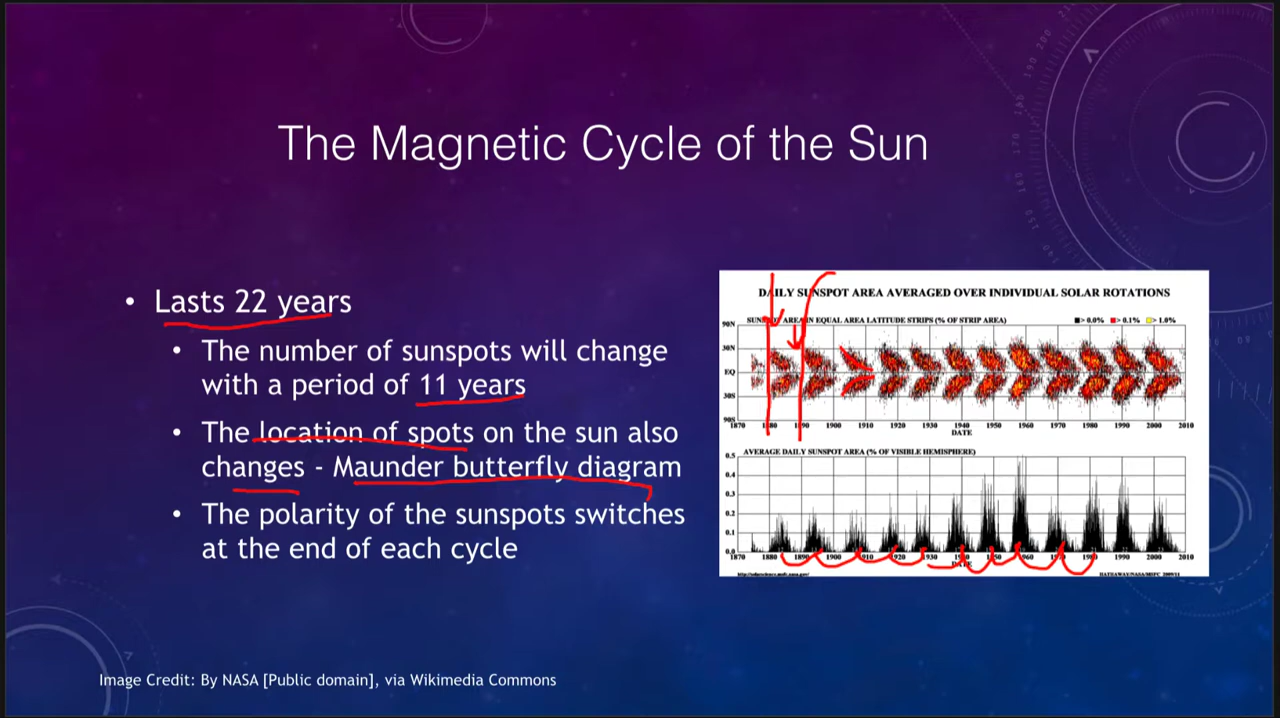 The Magnetic Cycle of the Sun
• Lasts 22 years
• The number of sunspots will change
with a period of 11 years
• The location of spots on the sun also
changes - Maunder butterfly diagram
• The polarity of the sunspots switches
at the end of each cycle
DAILY SUNSPOT AREA AVERAGED OVER INDIVIDUAL SOLAR ROTATIONS
SUNSPOT AREA IN EQUAL AREA LATITUDE STRIPS (% OF STRIP AREA) > 0.0% > 0.1% > 1.0%
90N
30N
EQ
30S
90S
1870 1880 1890 1900 1910 1920 1930 1940 1950 1960 1970 1980 1990 2000 2010
DATE
AVERAGE DAILY SUNSPOT AREA (% OF VISIBLE HEMISPHERE)
0.5
0.4
0.3
0.2
0.1
0.0
1870 1880 1890 1900 1910 1920 1930 1940 1950 1960 1970 1980 1990 2000 2010
DATE
HATHAWAY/NASA/MSFC
Image Credit: By NASA [Public domain], via Wikimedia Commons